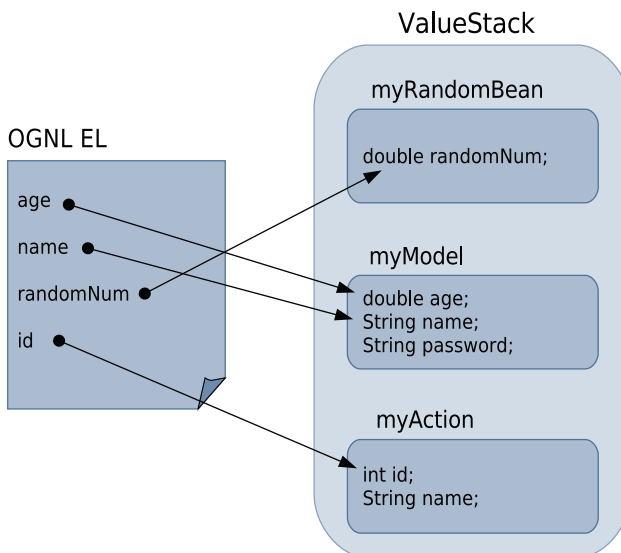 ValueStack
myRandomBean
double randomNum;
OGNL EL
age
name
randomNum
id
myModel
double age;
String name;
String password;
myAction
int id;
String name;